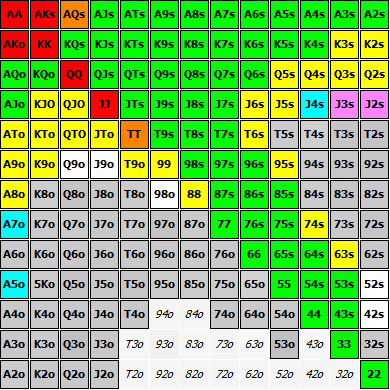 AA AKs AQs AJs ATs A9s A8s A7s A6s A5s A4s A3s A2s
AKo KK KQs KJs KTs K9s K8s K7s K6s K5s K4s K3s K2s
AQo KQo QQ QJs QTs Q9s Q8s Q7s Q6s Q5s Q4s Q3s Q2s
AJo KJO QJO JJ JTs J9s J8s J7s J6s J5s J4s J3s J2s
ATo KTo QTO JTo TT T9s T8s T7s T6s T5s T4s T3s T2s
A9o K9o Q9o J9o T9o 99 98s 97s 96s 95s 94s 93s 92s
A8o K8o Q8o J8o T8o 98o 88 87s 86s 85s 84s 83s 82s
A7o K7o Q7o J7o T7o 97o 87o 77 76s 75s 74s 73s 72s
A6o K6o Q6o J6o T6o 96o 86o 76o 66 65s 64s 63s 62s
A5o 5Ko Q5o J5o T5o 95o 85o 75o 65o 55 54s 53s 52s
A4o K4o Q4o J4o T4o 94o 84o 74o 64o 54o 44 43s 42s
A3o K3o Q3o J3o T3o 93o 83o 73o 63o 53o 43o 33 32s
A2o K2o Q2o J2o T2o 92o 82o 72o 62o 52o 42o 32o 22